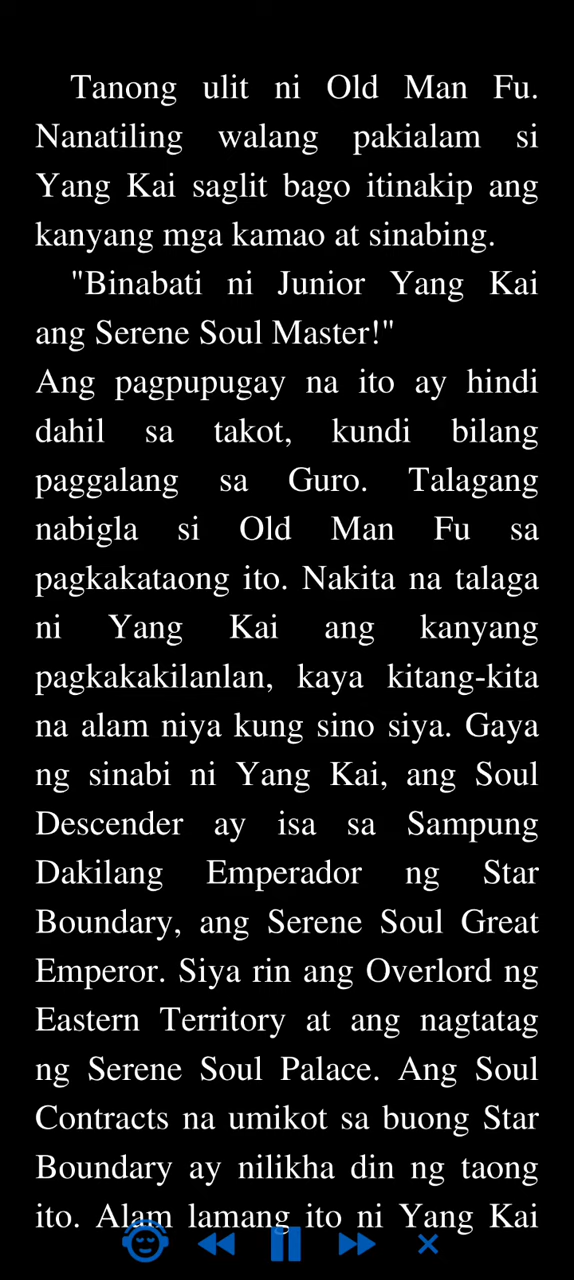 Tanong ulit ni Old Man Fu.
Nanatiling walang pakialam si
Yang Kai saglit bago itinakip ang
kanyang mga kamao at sinabing.
"Binabati ni Junior Yang Kai
ang Serene Soul Master!"
Ang pagpupugay na ito ay hindi
dahil sa takot, kundi bilang
paggalang sa Guro. Talagang
nabigla si Old Man Fu sa
pagkakataong ito. Nakita na talaga
ni Yang Kai ang kanyang
pagkakakilanlan, kaya kitang-kita
na alam niya kung sino siya. Gaya
ng sinabi ni Yang Kai, ang Soul
Descender ay isa sa Sampung
Dakilang Emperador ng Star
Boundary, ang Serene Soul Great
Emperor. Siya rin ang Overlord ng
Eastern Territory at ang nagtatag
ng Serene Soul Palace. Ang Soul
Contracts na umikot sa buong Star
Boundary ay nilikha din ng taong
ito. Alam lamang ito ni Yang Kai